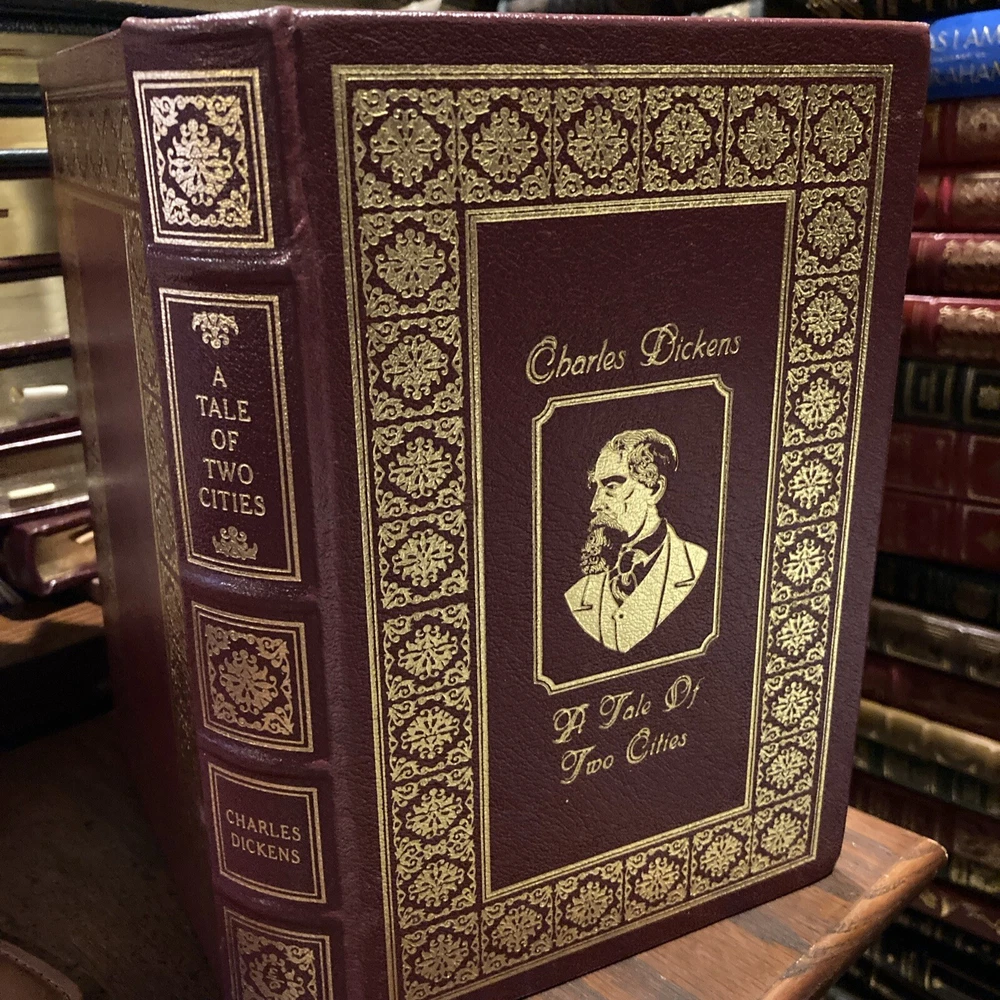 A
TALE
OF
TWO
CITIES
CHARLES
DICKENS
Charles Dickens
A Tale Of
Two Cities